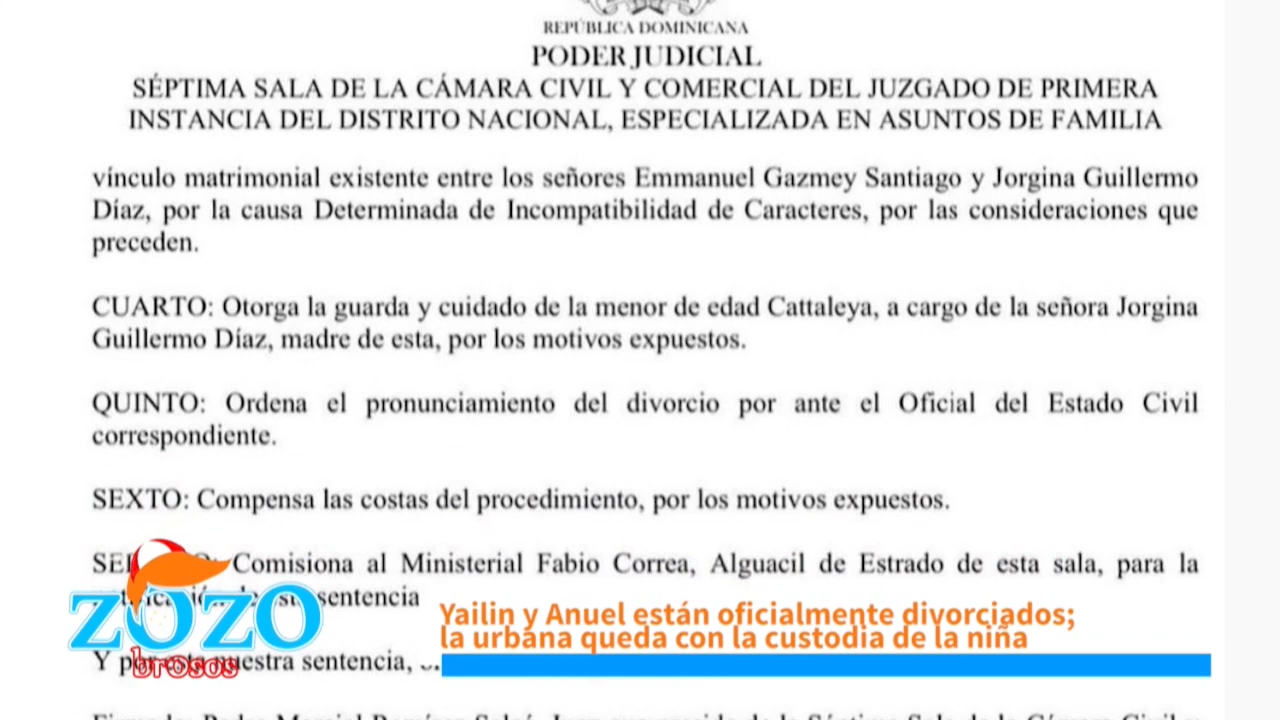 REPÚBLICA DOMINICANA
PODER JUDICIAL
SÉPTIMA SALA DE LA CÁMARA CIVIL Y COMERCIAL DEL JUZGADO DE PRIMERA
INSTANCIA DEL DISTRITO NACIONAL, ESPECIALIZADA EN ASUNTOS DE FAMILIA
vínculo matrimonial existente entre los señores Emmanuel Gazmey Santiago y Jorgina Guillermo
Díaz, por la causa Determinada de Incompatibilidad de Caracteres, por las consideraciones que
preceden.
CUARTO: Otorga la guarda y cuidado de la menor de edad Cattaleya, a cargo de la señora Jorgina
Guillermo Díaz, madre de esta, por los motivos expuestos.
QUINTO: Ordena el pronunciamiento del divorcio por ante el Oficial del Estado Civil
correspondiente.
SEXTO: Compensa las costas del procedimiento, por los motivos expuestos.
Comisiona al Ministerial Fabio Correa, Alguacil de Estrado de esta sala, para la
sentencia
Y nuestra sentencia,
ZOZO
brosos
Yailin y Anuel están oficialmente divorciados;
la urbana queda con la custodia de la niña